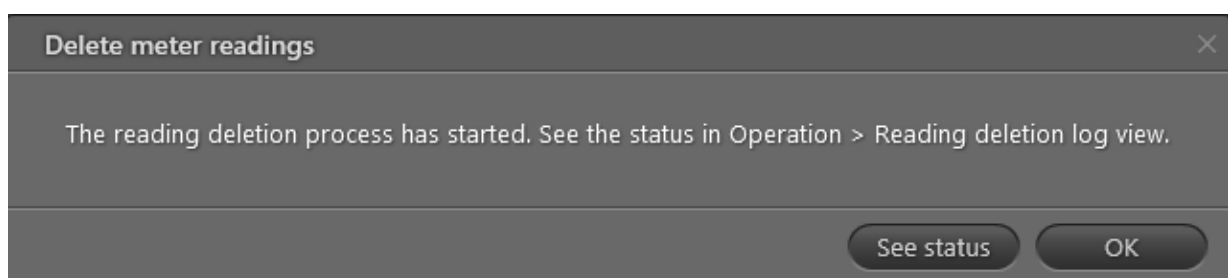 Delete meter readings
The reading deletion process has started. See the status in Operation > Reading deletion log view.
See status
OK